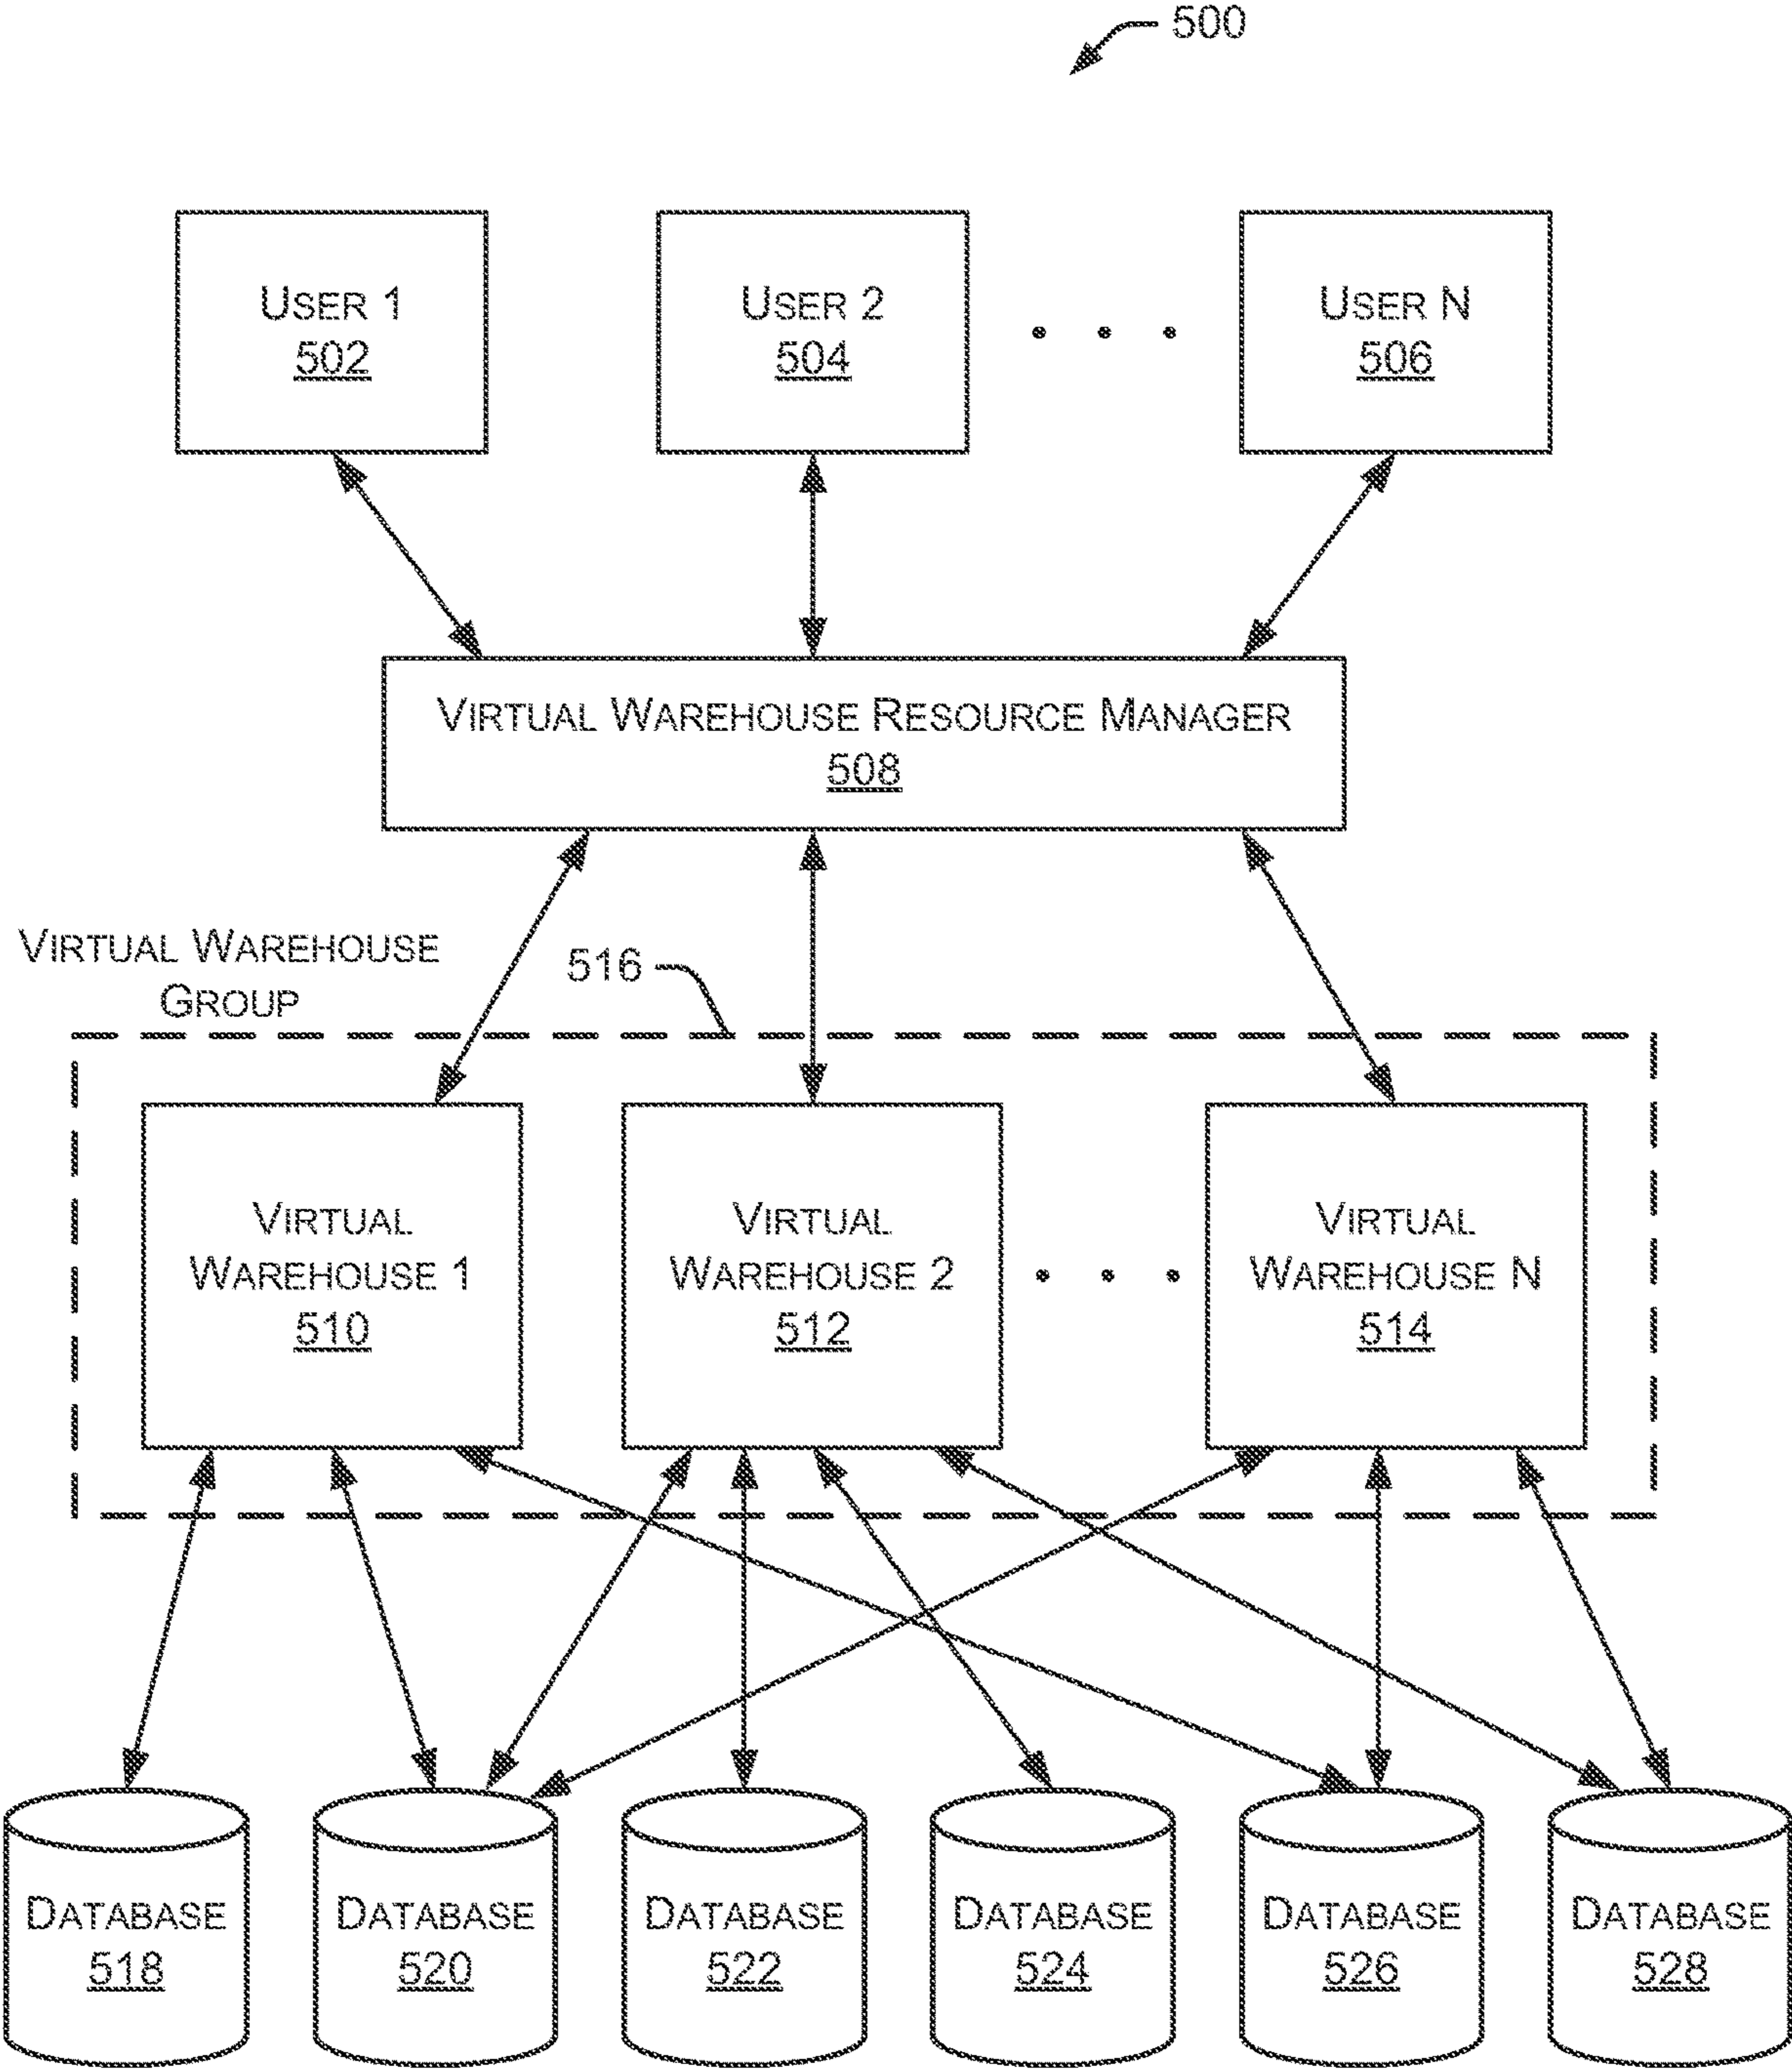 500
USER 1
502
USER 2
504
USER N
506
VIRTUAL WAREHOUSE RESOURCE MANAGER
508
VIRTUAL WAREHOUSE
GROUP
516
VIRTUAL
WAREHOUSE 1
510
VIRTUAL
WAREHOUSE 2
512
VIRTUAL
WAREHOUSE N
514
DATABASE
518
DATABASE
520
DATABASE
522
DATABASE
524
DATABASE
526
DATABASE
528